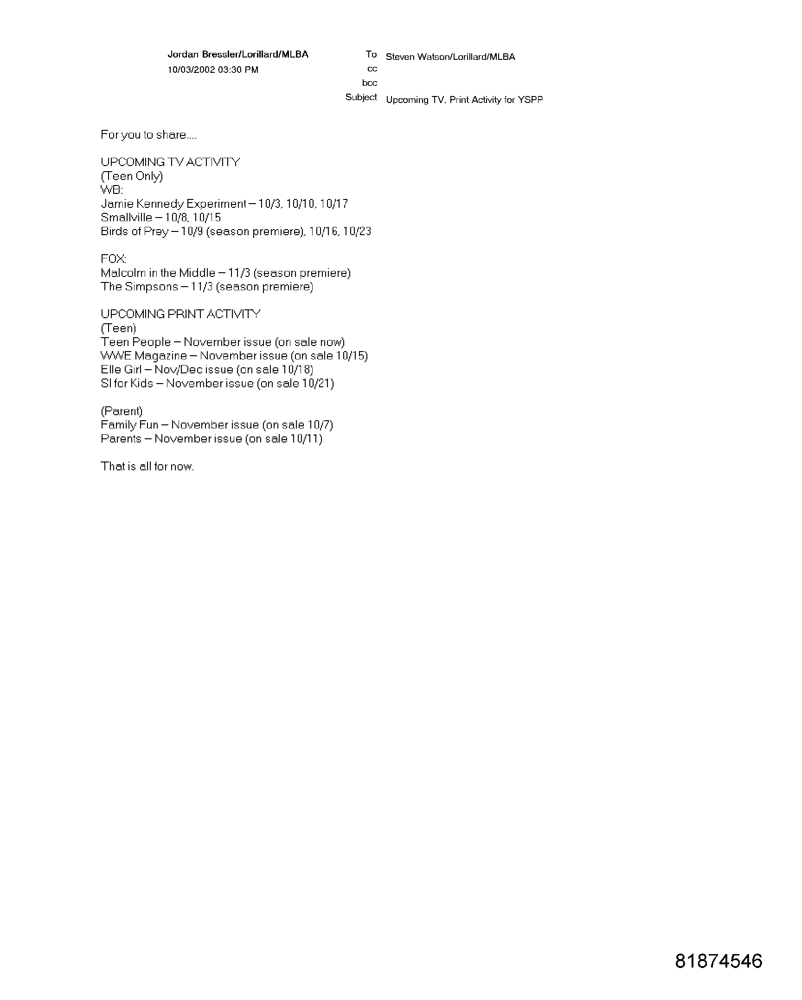 Jordan Bressler/Lorillard/MLBA
10/03/2002 03:30 PM
To Steven Watson/Lorillard/MLBA
cc
bcc
Subject Upcoming TV, Print Activity for YSPP
For you to share....
UPCOMING TV ACTIVITY
(Teen Only)
WB:
Jamie Kennedy Experiment – 10/3, 10/10, 10/17
Smallville – 10/8, 10/15
Birds of Prey – 10/9 (season premiere), 10/16, 10/23
FOX:
Malcolm in the Middle – 11/3 (season premiere)
The Simpsons – 11/3 (season premiere)
UPCOMING PRINT ACTIVITY
(Teen)
Teen People – November issue (on sale now)
WWE Magazine – November issue (on sale 10/15)
Elle Girl – Nov/Dec issue (on sale 10/18)
SI for Kids – November issue (on sale 10/21)
(Parent)
Family Fun – November issue (on sale 10/7)
Parents – November issue (on sale 10/11)
That is all for now.
81874546